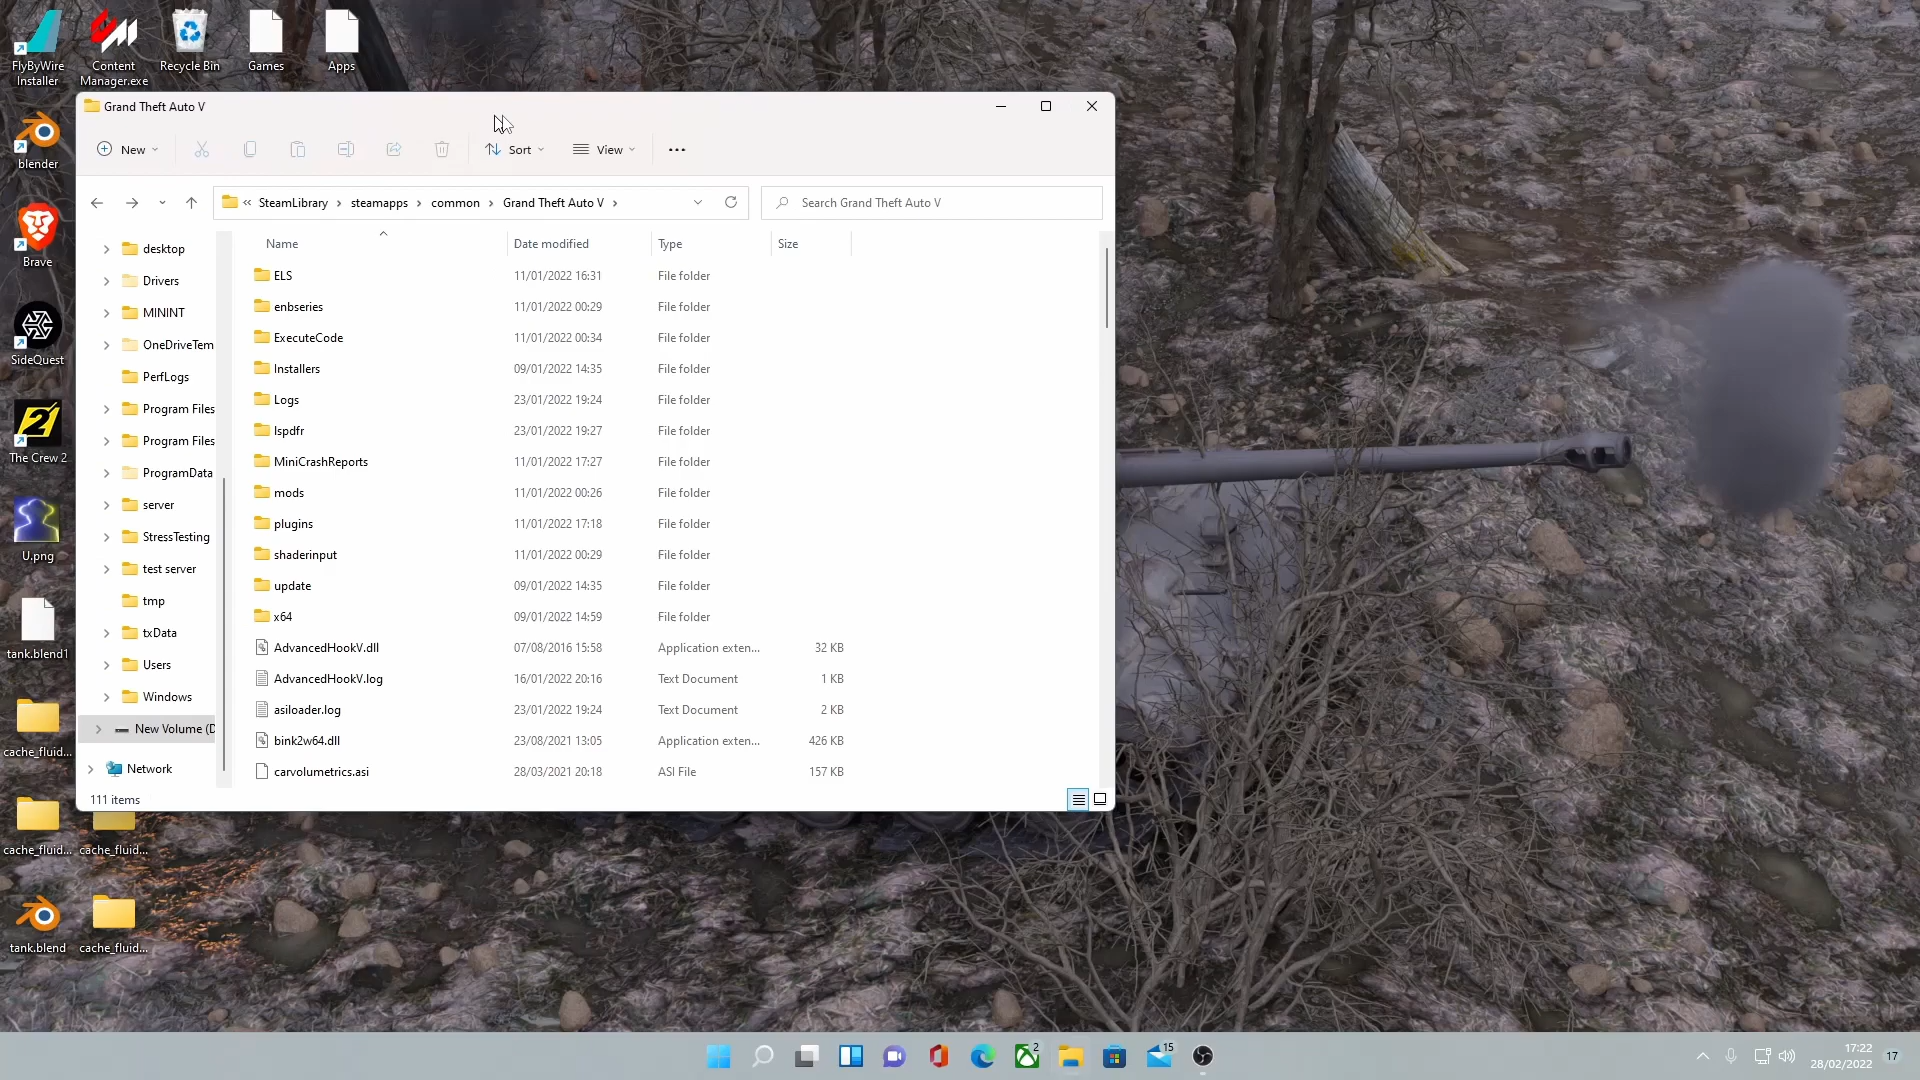 FlyByWire
Installer
Content
Manager.exe
Recycle Bin
Games
Apps
blender
Brave
SideQuest
The Crew 2
U.png
tank.blend1
cache_fluid...
cache_fluid...
cache_fluid...
tank.blend
cache_fluid...
Grand Theft Auto V
New
Sort
View
« SteamLibrary › steamapps › common › Grand Theft Auto V ›
Search Grand Theft Auto V
desktop
Drivers
MININT
OneDriveTem
PerfLogs
Program Files
Program Files
ProgramData
server
StressTesting
test server
tmp
txData
Users
Windows
New Volume (D
Network
Name Date modified Type Size
ELS 11/01/2022 16:31 File folder
enbseries 11/01/2022 00:29 File folder
ExecuteCode 11/01/2022 00:34 File folder
Installers 09/01/2022 14:35 File folder
Logs 23/01/2022 19:24 File folder
lspdfr 23/01/2022 19:27 File folder
MiniCrashReports 11/01/2022 17:27 File folder
mods 11/01/2022 00:26 File folder
plugins 11/01/2022 17:18 File folder
shaderinput 11/01/2022 00:29 File folder
update 09/01/2022 14:35 File folder
x64 09/01/2022 14:59 File folder
AdvancedHookV.dll 07/08/2016 15:58 Application exten... 32 KB
AdvancedHookV.log 16/01/2022 20:16 Text Document 1 KB
asiloader.log 23/01/2022 19:24 Text Document 2 KB
bink2w64.dll 23/08/2021 13:05 Application exten... 426 KB
carvolumetrics.asi 28/03/2021 20:18 ASI File 157 KB
111 items
2
15
17:22
28/02/2022
17